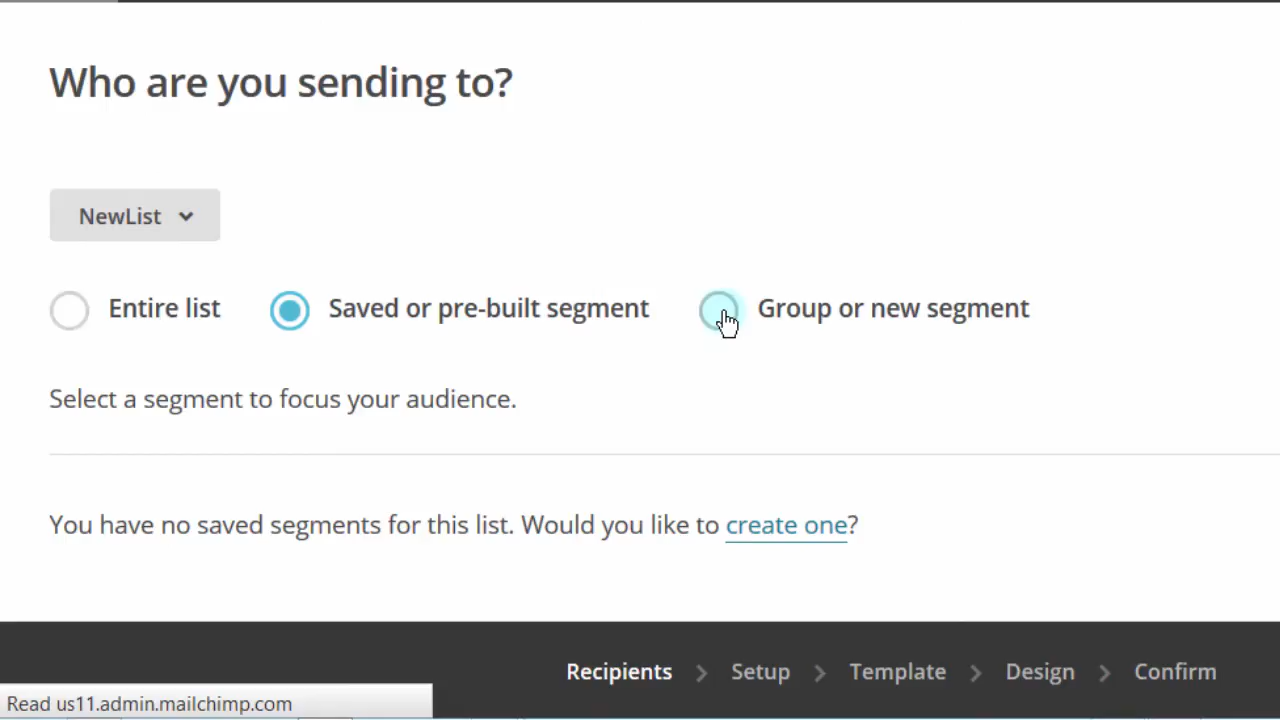 Who are you sending to?
NewList
Entire list Saved or pre-built segment Group or new segment
Select a segment to focus your audience.
You have no saved segments for this list. Would you like to create one?
Recipients Setup Template Design Confirm
Read us11.admin.mailchimp.com